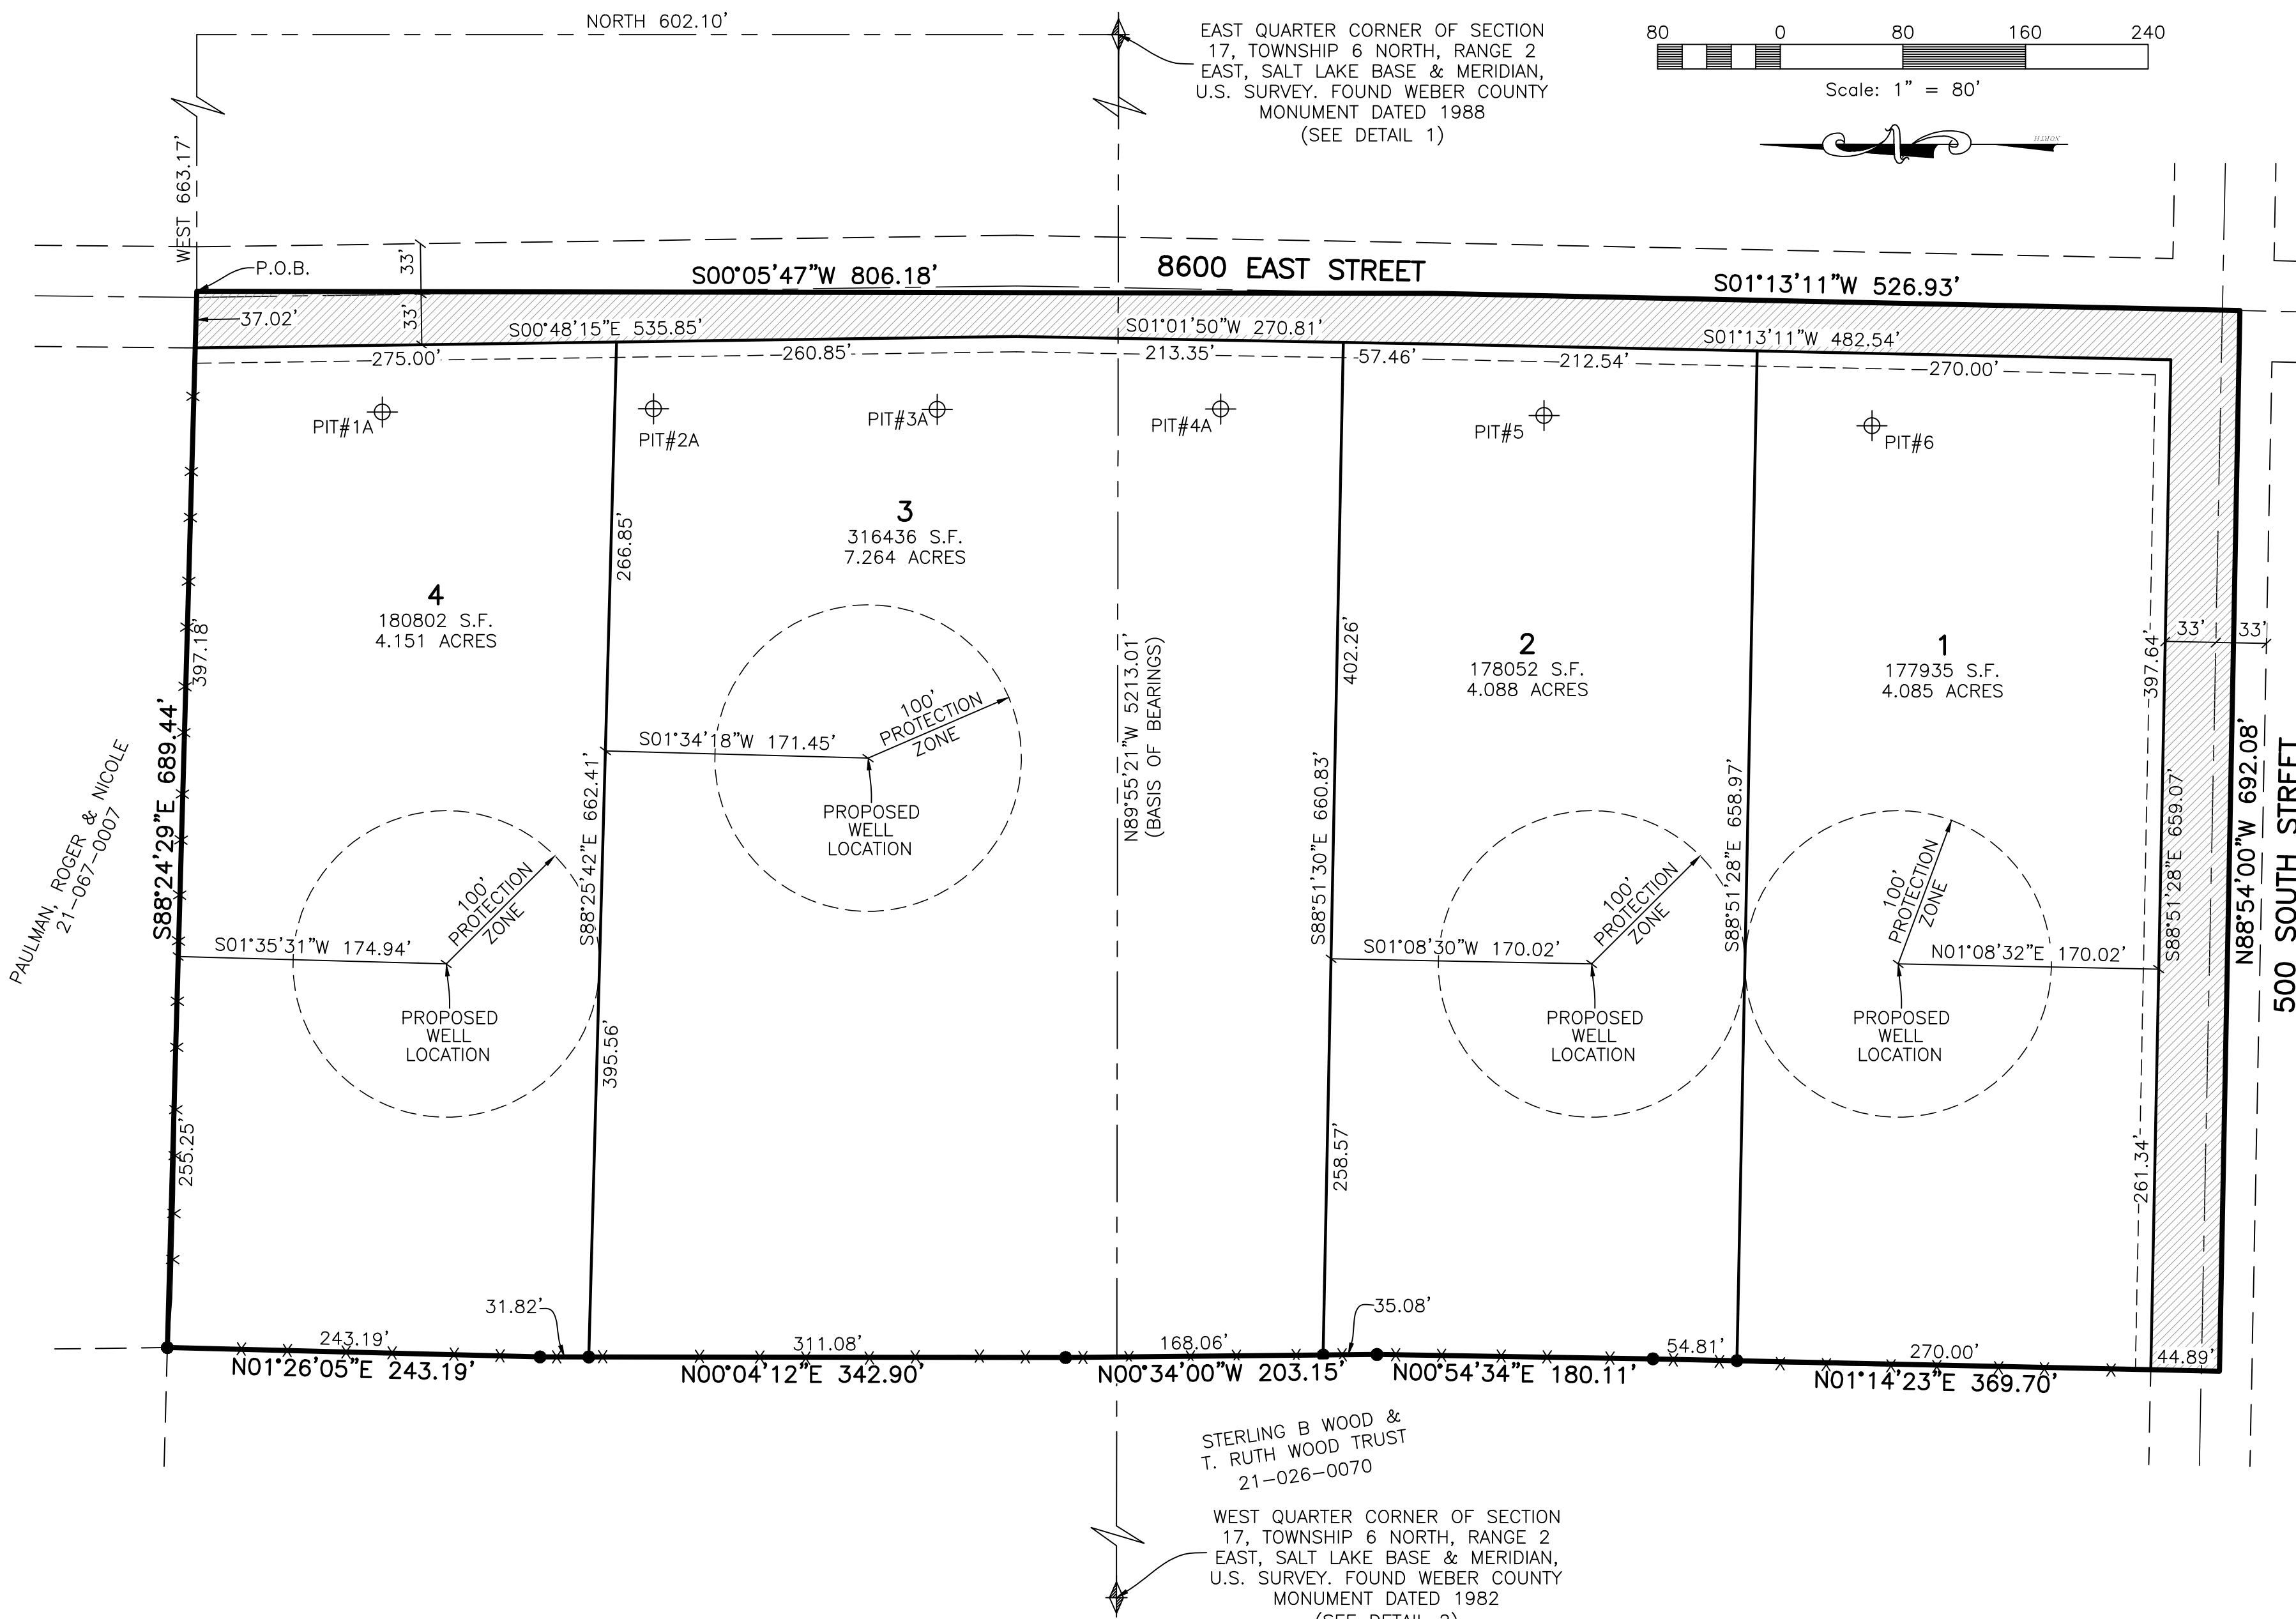 NORTH 602.10'
EAST QUARTER CORNER OF SECTION
17, TOWNSHIP 6 NORTH, RANGE 2
EAST, SALT LAKE BASE & MERIDIAN,
U.S. SURVEY. FOUND WEBER COUNTY
MONUMENT DATED 1988
(SEE DETAIL 1)
80 0 80 160 240
Scale: 1" = 80'
NORTH
WEST 663.17'
P.O.B.
33'
33'
37.02'
S00°05'47"W 806.18'
8600 EAST STREET
S01°13'11"W 526.93'
S00°48'15"E 535.85'
S01°01'50"W 270.81'
S01°13'11"W 482.54'
275.00'
260.85'
213.35'
57.46'
212.54'
270.00'
PIT#1A
PIT#2A
PIT#3A
PIT#4A
PIT#5
PIT#6
4
180802 S.F.
4.151 ACRES
3
316436 S.F.
7.264 ACRES
2
178052 S.F.
4.088 ACRES
1
177935 S.F.
4.085 ACRES
397.18'
266.85'
402.26'
397.64'
33'
33'
PAULMAN, ROGER & NICOLE
21-067-0007
S88°24'29"E 689.44'
S88°25'42"E 662.41'
N89°55'21"W 5213.01'
(BASIS OF BEARINGS)
S88°51'30"E 660.83'
S88°51'28"E 658.97'
S88°51'28"E 659.07'
N88°54'00"W 692.08'
500 SOUTH STREET
S01°34'18"W 171.45'
100'
PROTECTION
ZONE
PROPOSED
WELL
LOCATION
S01°35'31"W 174.94'
100'
PROTECTION
ZONE
PROPOSED
WELL
LOCATION
S01°08'30"W 170.02'
100'
PROTECTION
ZONE
PROPOSED
WELL
LOCATION
N01°08'32"E 170.02'
100'
PROTECTION
ZONE
PROPOSED
WELL
LOCATION
255.25'
395.56'
258.57'
261.34'
31.82'
35.08'
243.19'
311.08'
168.06'
54.81'
270.00'
44.89'
N01°26'05"E 243.19'
N00°04'12"E 342.90'
N00°34'00"W 203.15'
N00°54'34"E 180.11'
N01°14'23"E 369.70'
STERLING B WOOD &
T. RUTH WOOD TRUST
21-026-0070
WEST QUARTER CORNER OF SECTION
17, TOWNSHIP 6 NORTH, RANGE 2
EAST, SALT LAKE BASE & MERIDIAN,
U.S. SURVEY. FOUND WEBER COUNTY
MONUMENT DATED 1982
(SEE DETAIL 2)